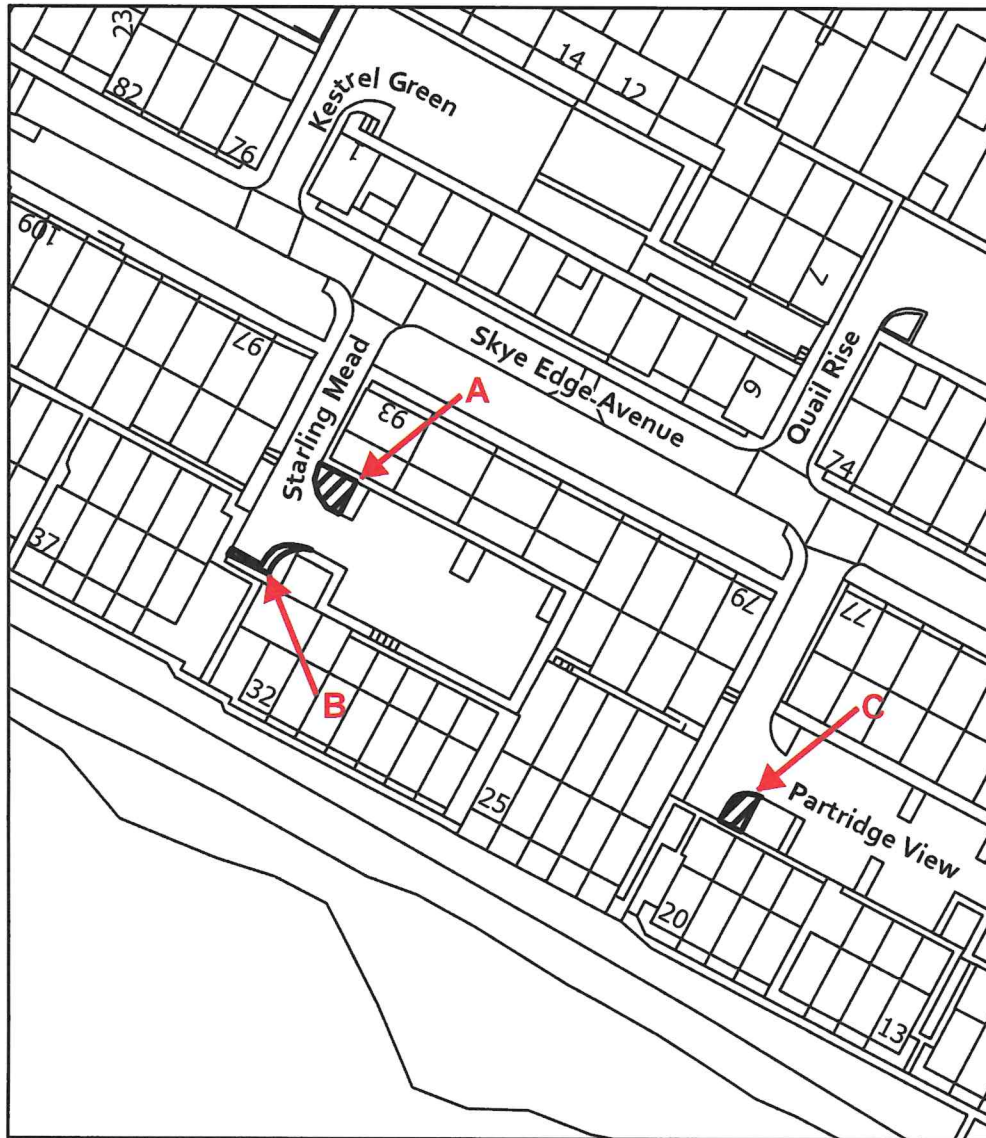 23
82
76
Kestrel Green
1
14
12
109
97
7
Skye Edge Avenue
6
Quail Rise
74
Starling Mead
93
A
37
79
77
B
32
25
C
Partridge View
20
13